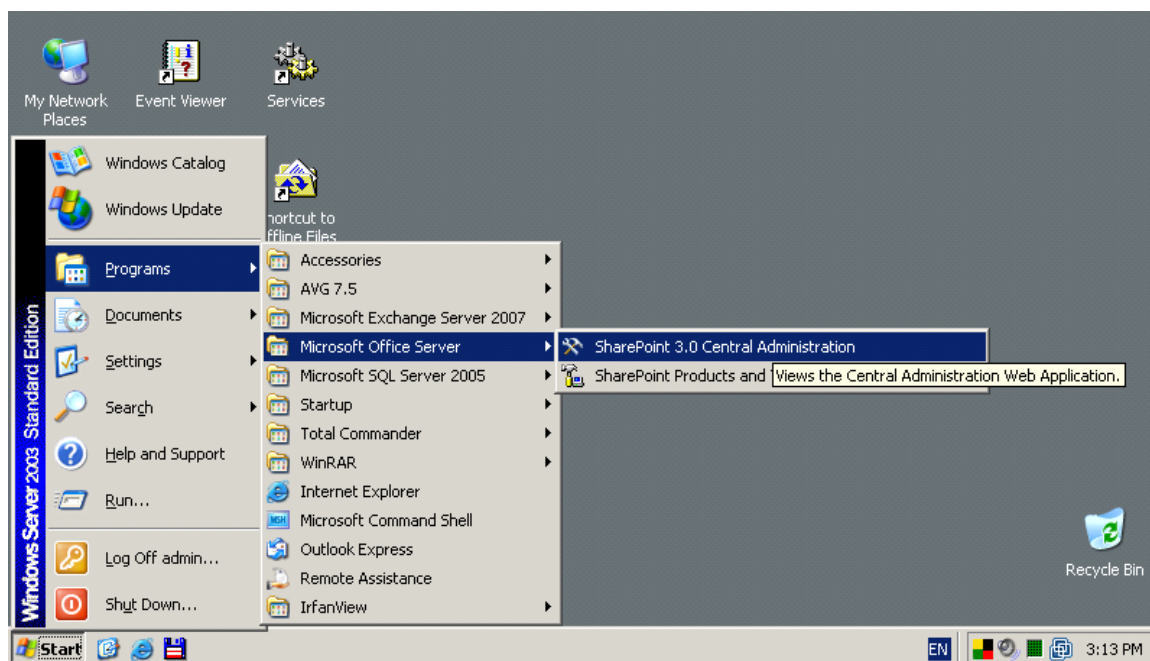 My Network
Places
Event Viewer
Services
hortcut to
ffline Files
Windows Server 2003 Standard Edition
Windows Catalog
Windows Update
Programs
Documents
Settings
Search
Help and Support
Run...
Log Off admin...
Shut Down...
Accessories
AVG 7.5
Microsoft Exchange Server 2007
Microsoft Office Server
Microsoft SQL Server 2005
Startup
Total Commander
WinRAR
Internet Explorer
MSH
Microsoft Command Shell
Outlook Express
Remote Assistance
IrfanView
SharePoint 3.0 Central Administration
SharePoint Products and
Views the Central Administration Web Application.
Recycle Bin
Start
EN
3:13 PM